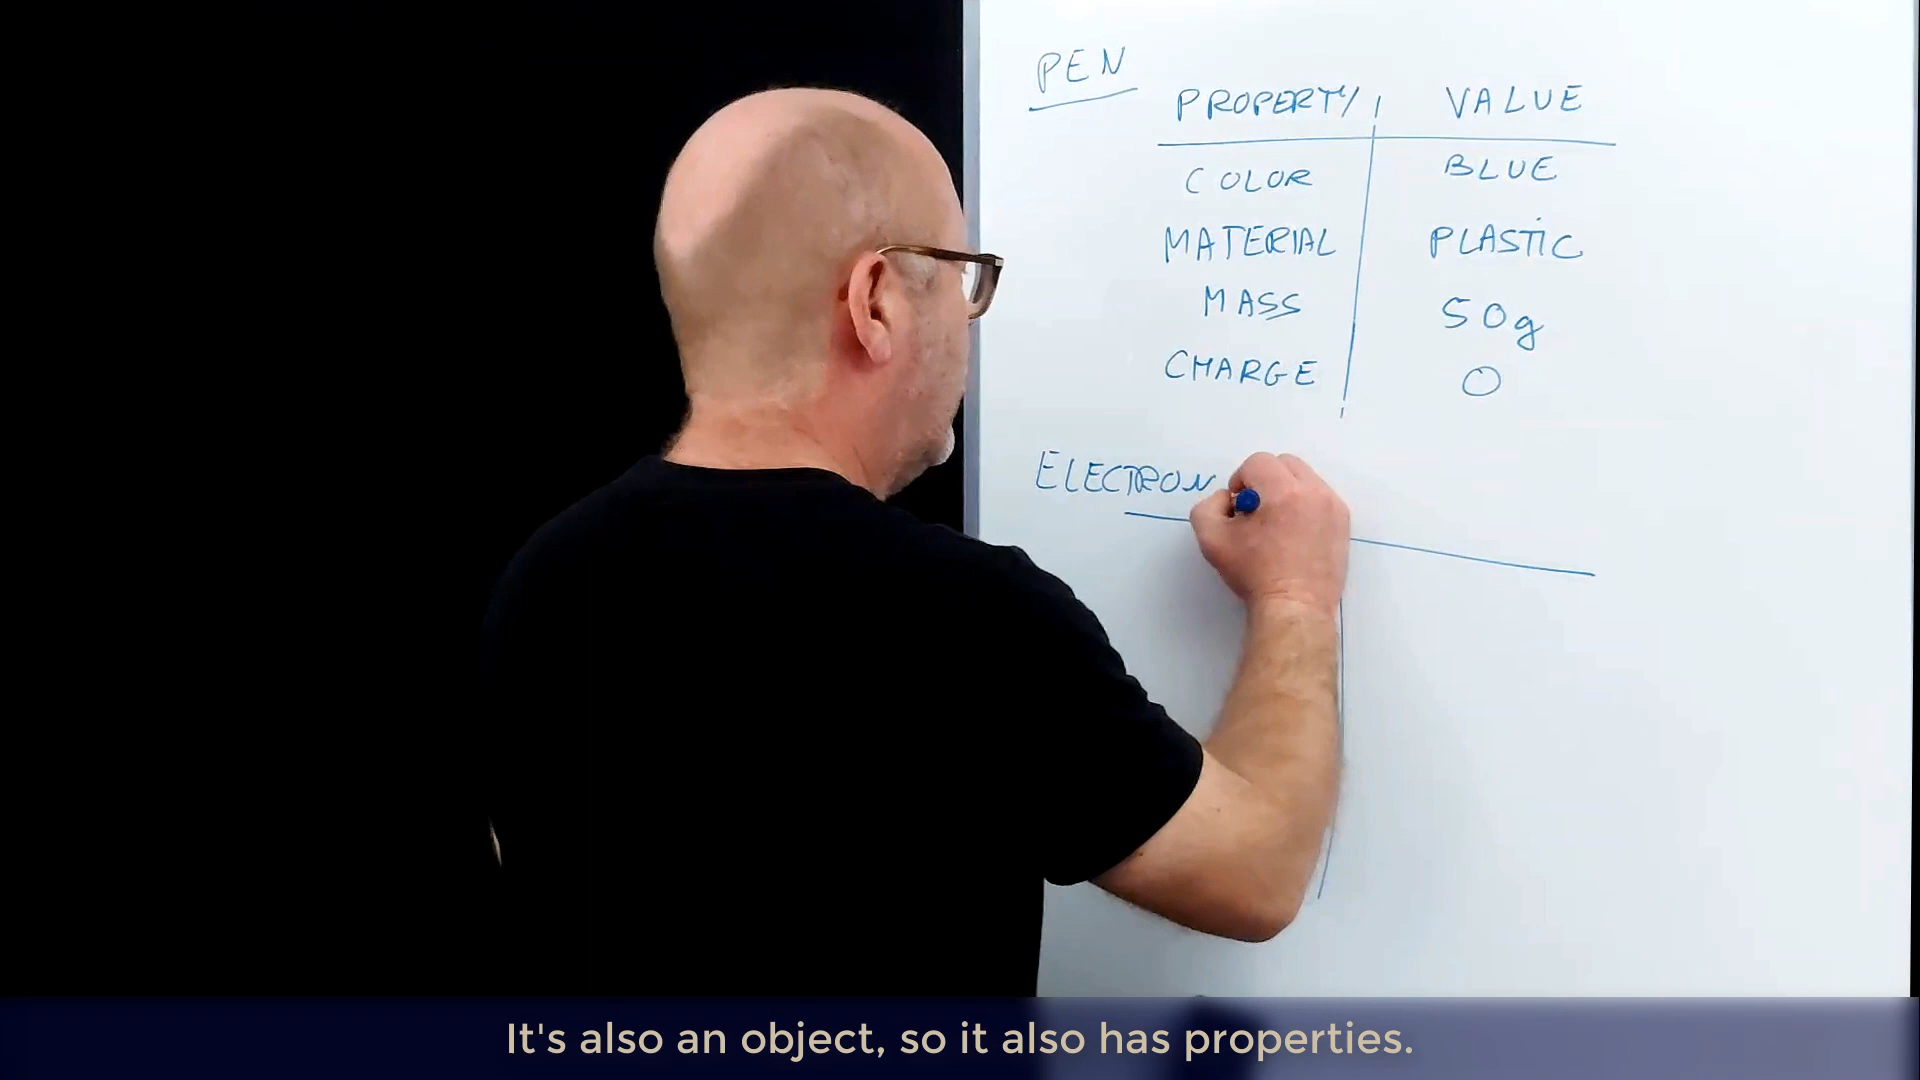 PEN
PROPERTY | VALUE
COLOR BLUE
MATERIAL PLASTIC
MASS 50g
CHARGE 0
ELECTRON
It's also an object, so it also has properties.